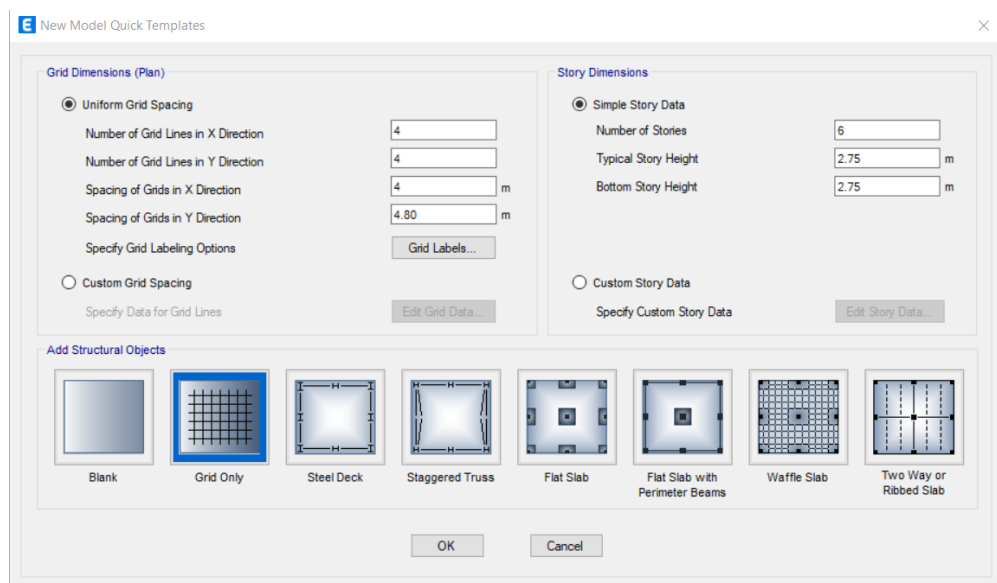 E New Model Quick Templates
Grid Dimensions (Plan)
Uniform Grid Spacing
Number of Grid Lines in X Direction 4
Number of Grid Lines in Y Direction 4
Spacing of Grids in X Direction 4 m
Spacing of Grids in Y Direction 4.80 m
Specify Grid Labeling Options Grid Labels...
Custom Grid Spacing
Specify Data for Grid Lines Edit Grid Data...
Story Dimensions
Simple Story Data
Number of Stories 6
Typical Story Height 2.75 m
Bottom Story Height 2.75 m
Custom Story Data
Specify Custom Story Data Edit Story Data...
Add Structural Objects
Blank
Grid Only
Steel Deck
Staggered Truss
Flat Slab
Flat Slab with
Perimeter Beams
Waffle Slab
Two Way or
Ribbed Slab
OK Cancel